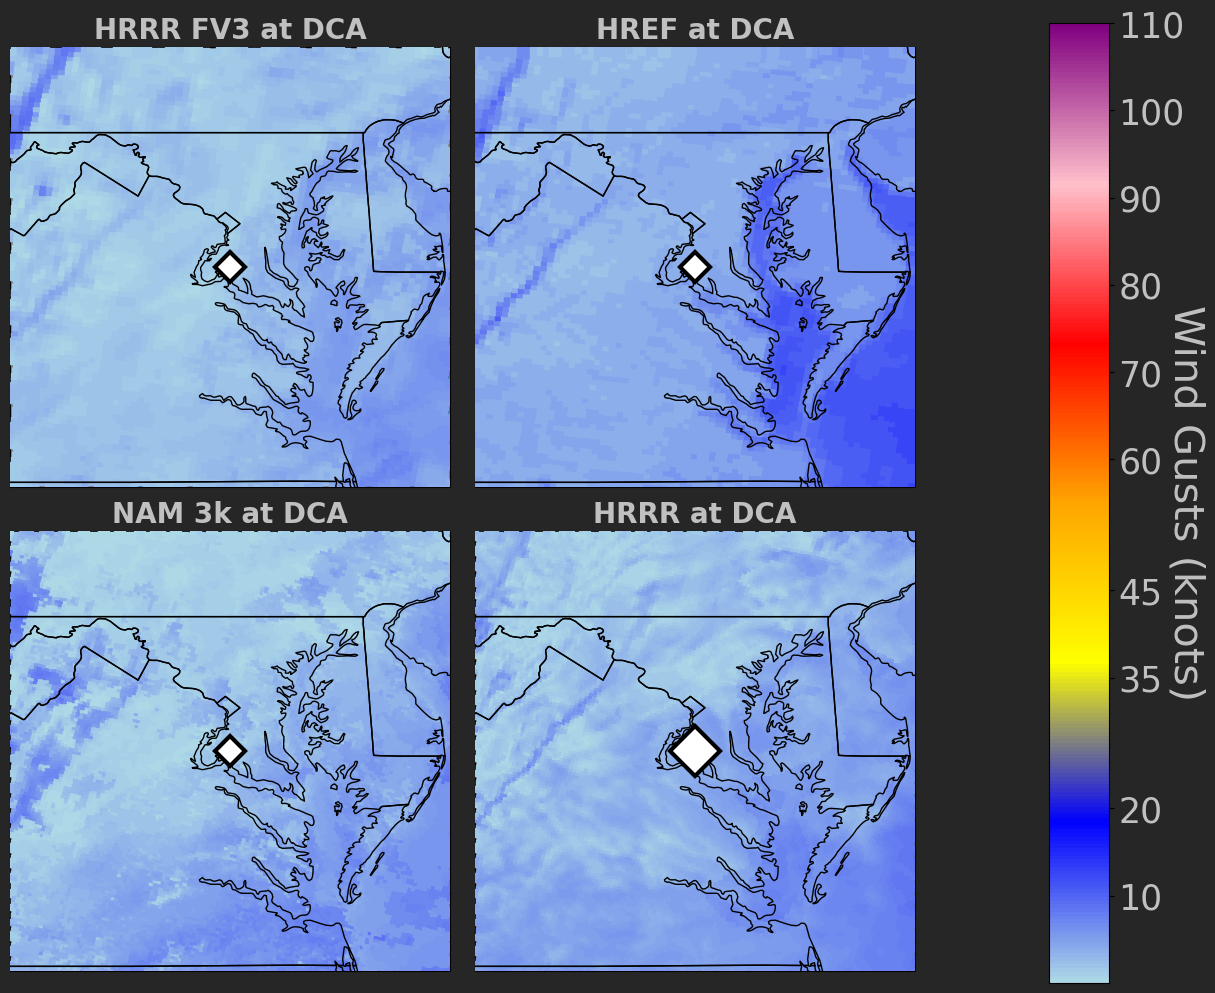 HRRR FV3 at DCA
HREF at DCA
NAM 3k at DCA
HRRR at DCA
110
100
90
80
70
60
45
35
20
10
Wind Gusts (knots)